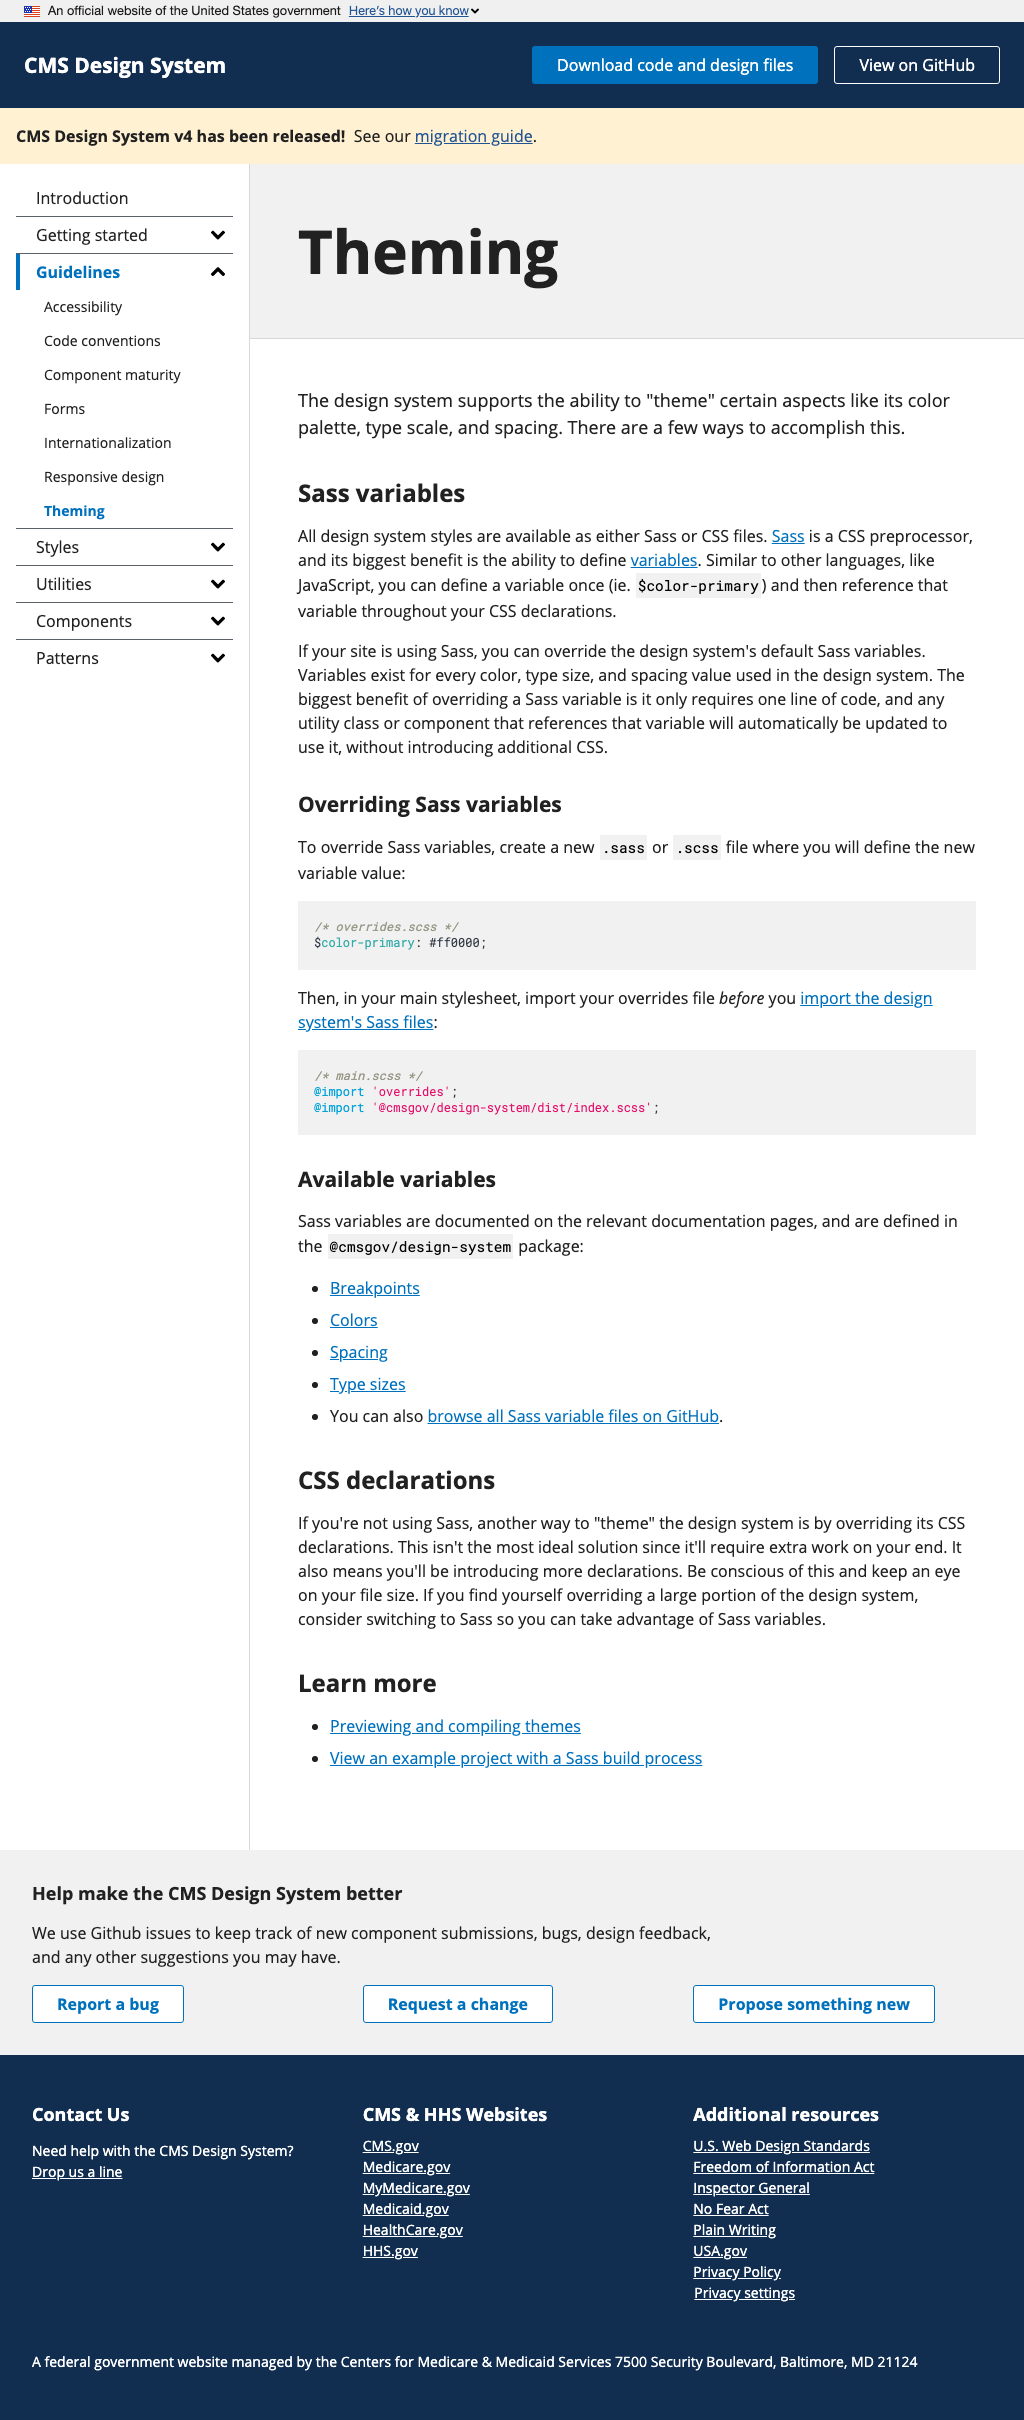 An official website of the United States government Here's how you know
CMS Design System
Download code and design files
View on GitHub
CMS Design System v4 has been released! See our migration guide.
Introduction
Getting started
Guidelines
Accessibility
Code conventions
Component maturity
Forms
Internationalization
Responsive design
Theming
Styles
Utilities
Components
Patterns
Theming
The design system supports the ability to "theme" certain aspects like its color
palette, type scale, and spacing. There are a few ways to accomplish this.
Sass variables
All design system styles are available as either Sass or CSS files. Sass is a CSS preprocessor,
and its biggest benefit is the ability to define variables. Similar to other languages, like
JavaScript, you can define a variable once (ie. $color-primary) and then reference that
variable throughout your CSS declarations.
If your site is using Sass, you can override the design system's default Sass variables.
Variables exist for every color, type size, and spacing value used in the design system. The
biggest benefit of overriding a Sass variable is it only requires one line of code, and any
utility class or component that references that variable will automatically be updated to
use it, without introducing additional CSS.
Overriding Sass variables
To override Sass variables, create a new .sass or .scss file where you will define the new
variable value:
/* overrides.scss */
$color-primary: #ff0000;
Then, in your main stylesheet, import your overrides file before you import the design
system's Sass files:
/* main.scss */
@import 'overrides';
@import '@cmsgov/design-system/dist/index.scss';
Available variables
Sass variables are documented on the relevant documentation pages, and are defined in
the @cmsgov/design-system package:
• Breakpoints
• Colors
• Spacing
• Type sizes
• You can also browse all Sass variable files on GitHub.
CSS declarations
If you're not using Sass, another way to "theme" the design system is by overriding its CSS
declarations. This isn't the most ideal solution since it'll require extra work on your end. It
also means you'll be introducing more declarations. Be conscious of this and keep an eye
on your file size. If you find yourself overriding a large portion of the design system,
consider switching to Sass so you can take advantage of Sass variables.
Learn more
• Previewing and compiling themes
• View an example project with a Sass build process
Help make the CMS Design System better
We use Github issues to keep track of new component submissions, bugs, design feedback,
and any other suggestions you may have.
Report a bug
Request a change
Propose something new
Contact Us
Need help with the CMS Design System?
Drop us a line
CMS & HHS Websites
CMS.gov
Medicare.gov
MyMedicare.gov
Medicaid.gov
HealthCare.gov
HHS.gov
Additional resources
U.S. Web Design Standards
Freedom of Information Act
Inspector General
No Fear Act
Plain Writing
USA.gov
Privacy Policy
Privacy settings
A federal government website managed by the Centers for Medicare & Medicaid Services 7500 Security Boulevard, Baltimore, MD 21124